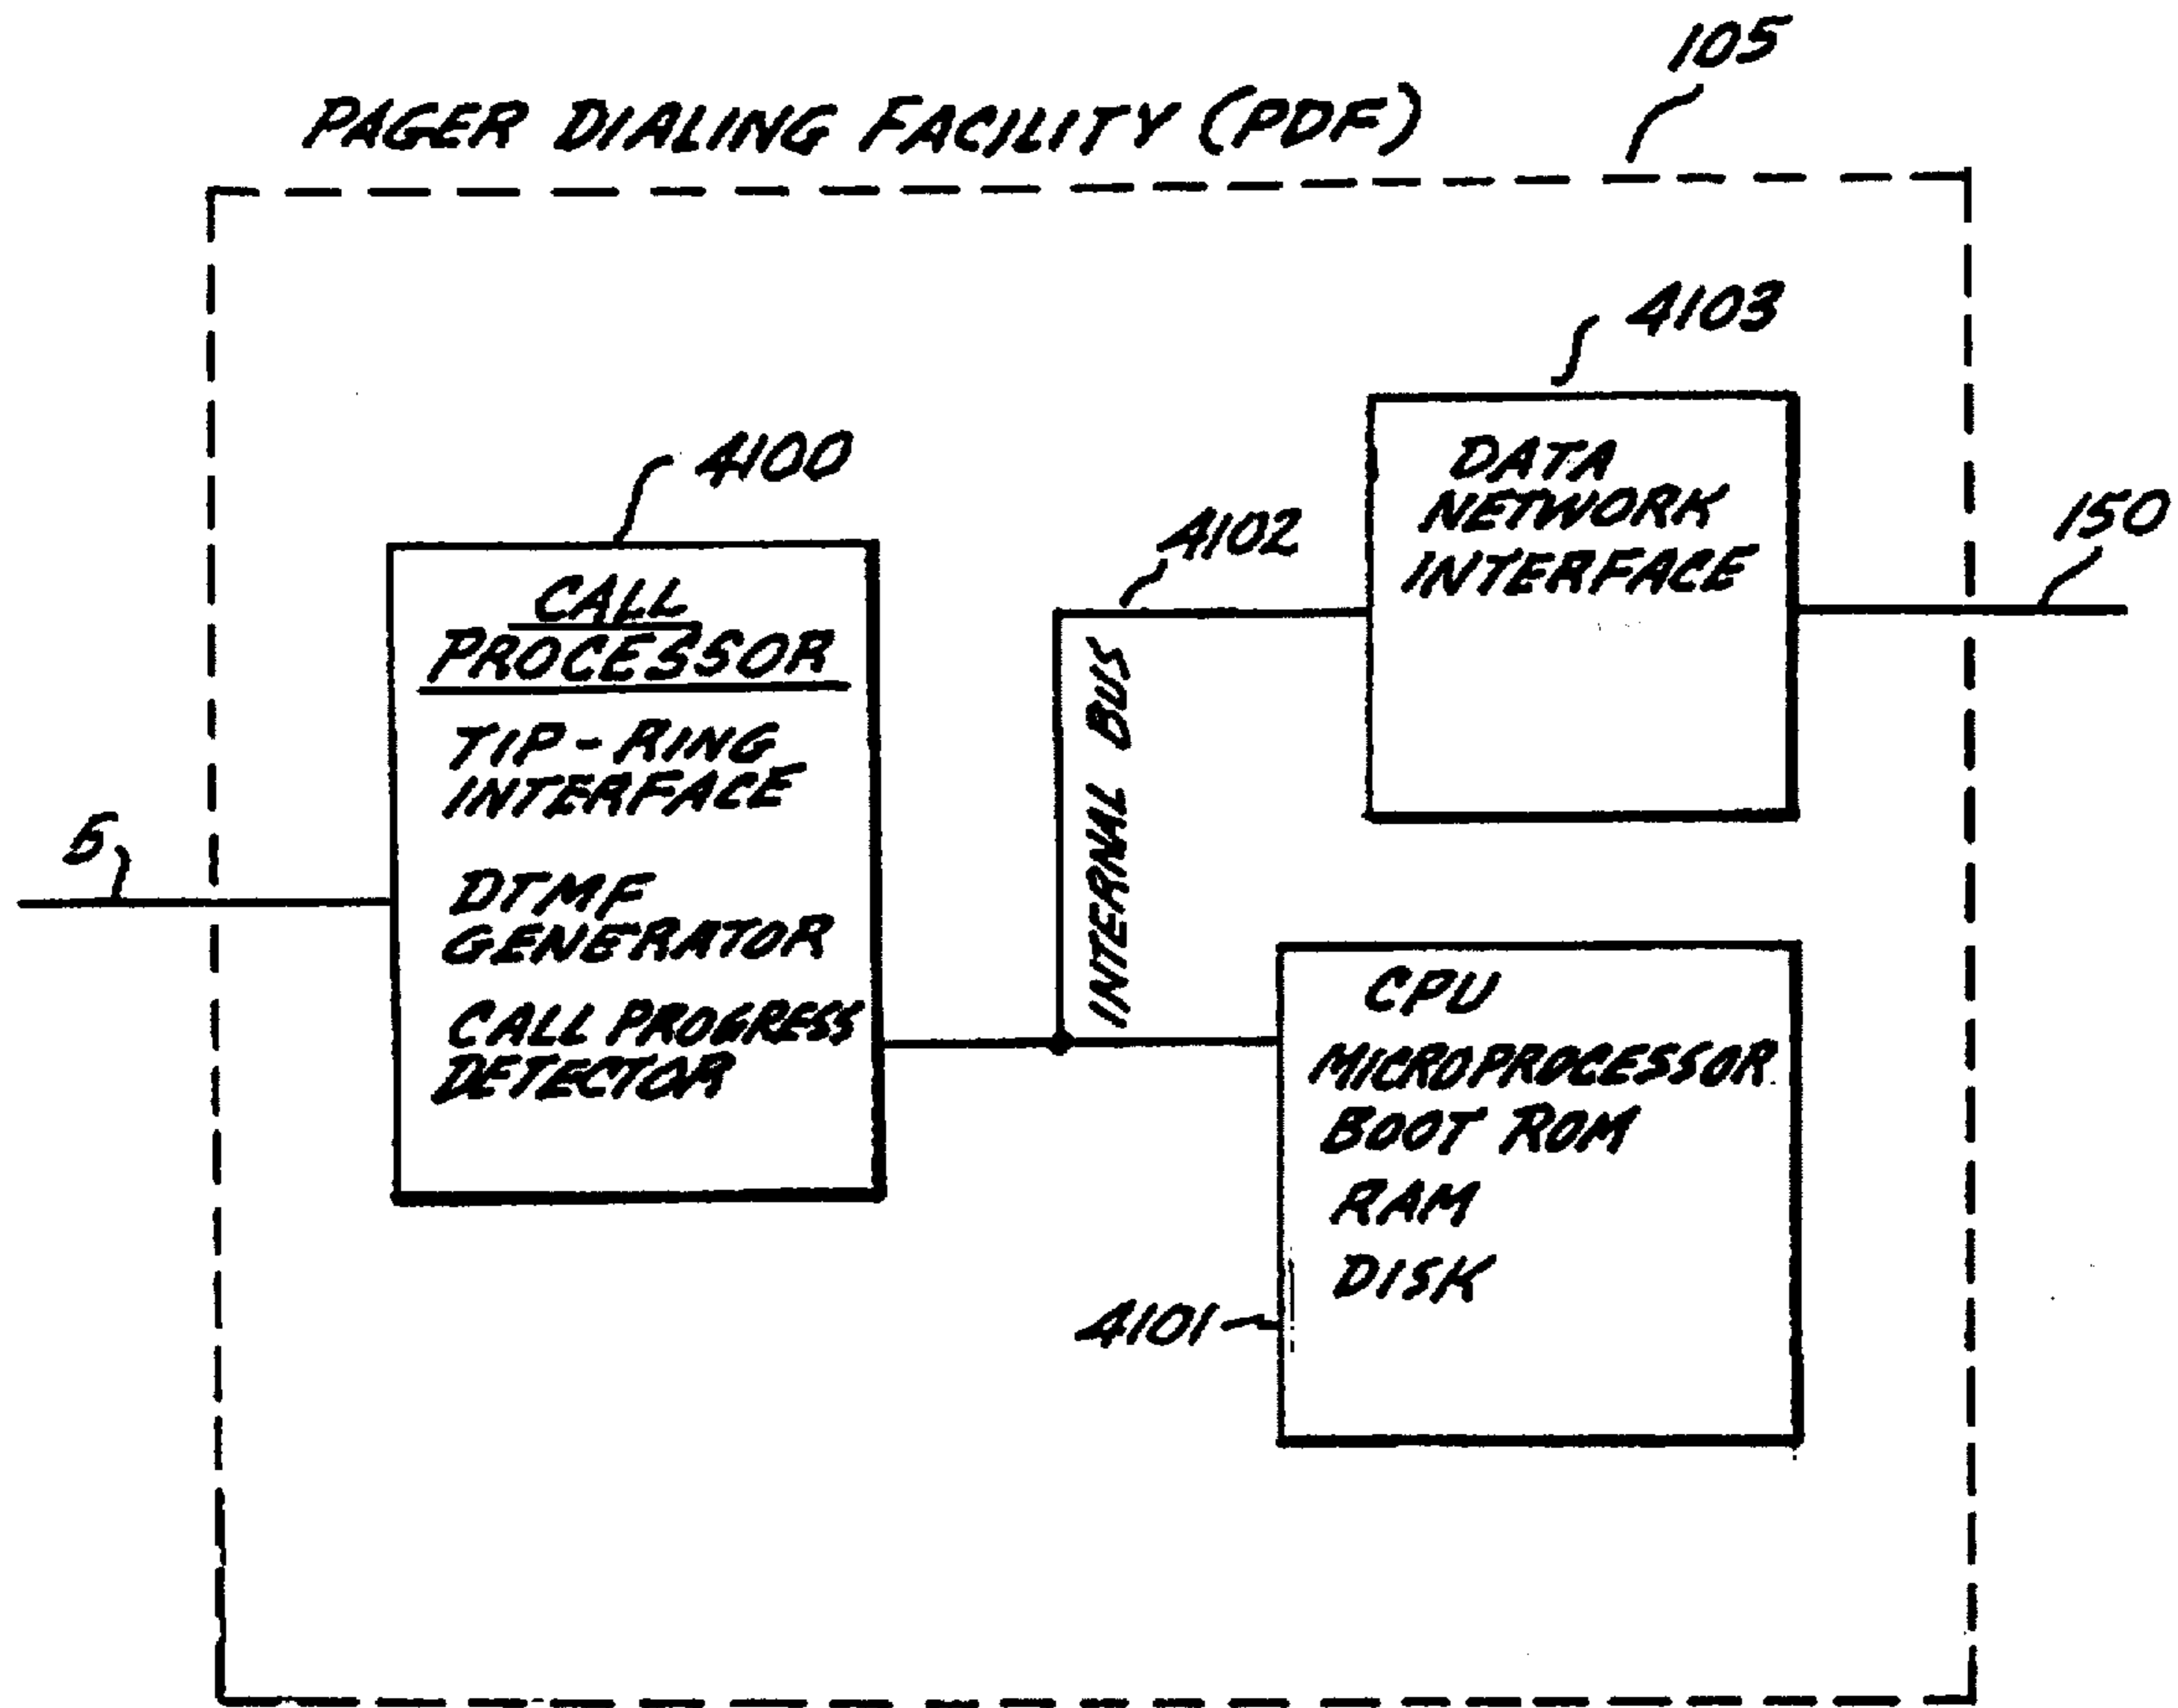 105
PAGER DIALING FACILITY (PDF)
4103
4100
DATA
NETWORK
INTERFACE
4102
150
CALL
PROCESSOR
TIP-RING
INTERFACE
INTERNAL BUS
5
DTMF
GENERATOR
CALL PROGRESS
DETECTOR
CPU
MICROPROCESSOR
BOOT ROM
RAM
DISK
4101